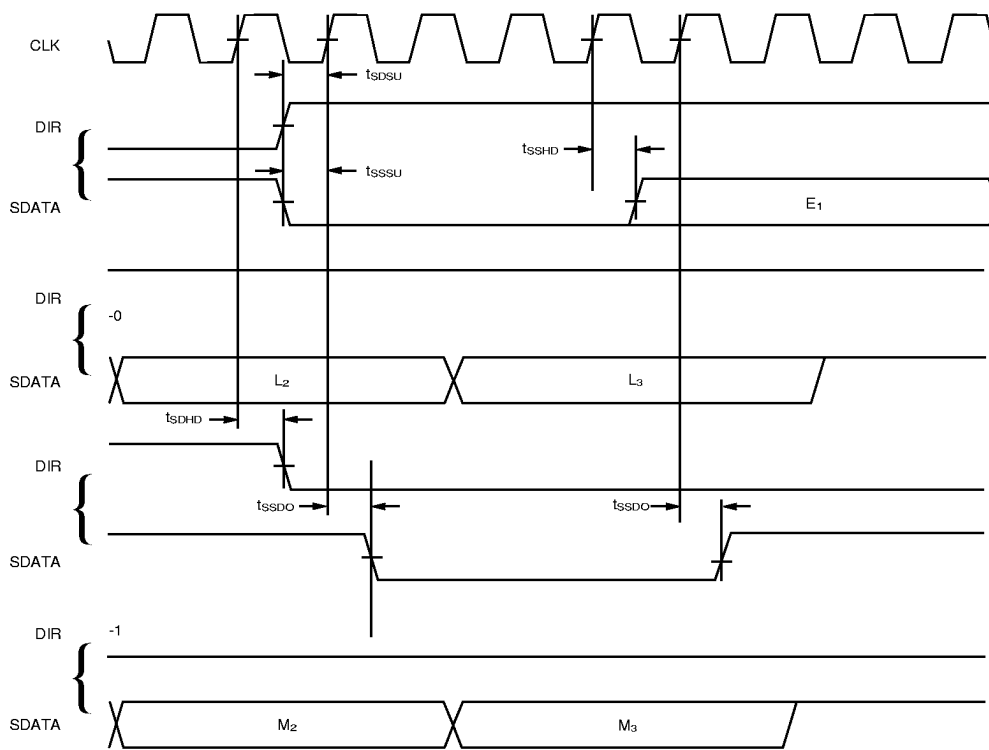 CLK
tSDSU
DIR
tSSHD
tSSSU
SDATA
E1
DIR
-0
SDATA
L2
L3
tSDHD
DIR
tSSDO
tSSDO
SDATA
DIR
-1
SDATA
M2
M3